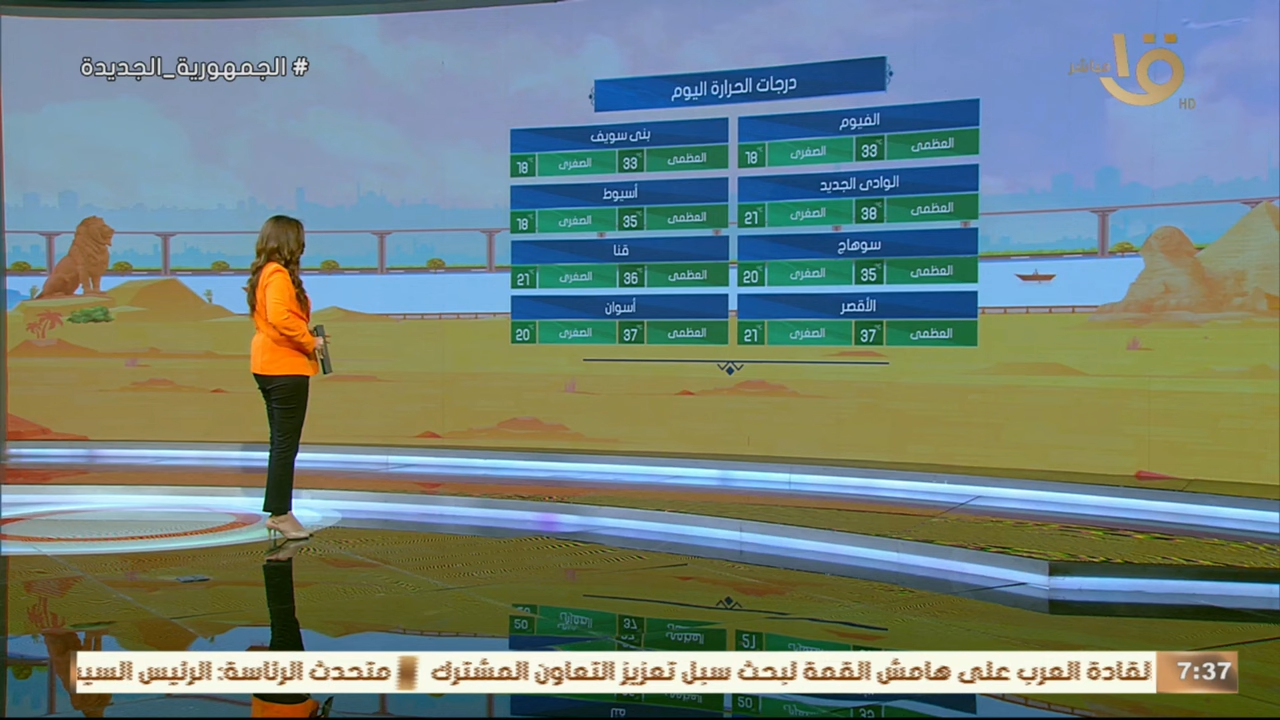 #الجمهورية_الجديدة
مباشر
HD
درجات الحرارة اليوم
الفيوم
العظمى 33 الصغرى 18
بنى سويف
العظمى 33 الصغرى 18
الوادى الجديد
العظمى 38 الصغرى 21
أسيوط
العظمى 35 الصغرى 18
سوهاج
العظمى 35 الصغرى 20
قنا
العظمى 36 الصغرى 21
الأقصر
العظمى 37 الصغرى 21
أسوان
العظمى 37 الصغرى 20
7:37
لقادة العرب على هامش القمة لبحث سبل تعزيز التعاون المشترك متحدث الرئاسة: الرئيس السي